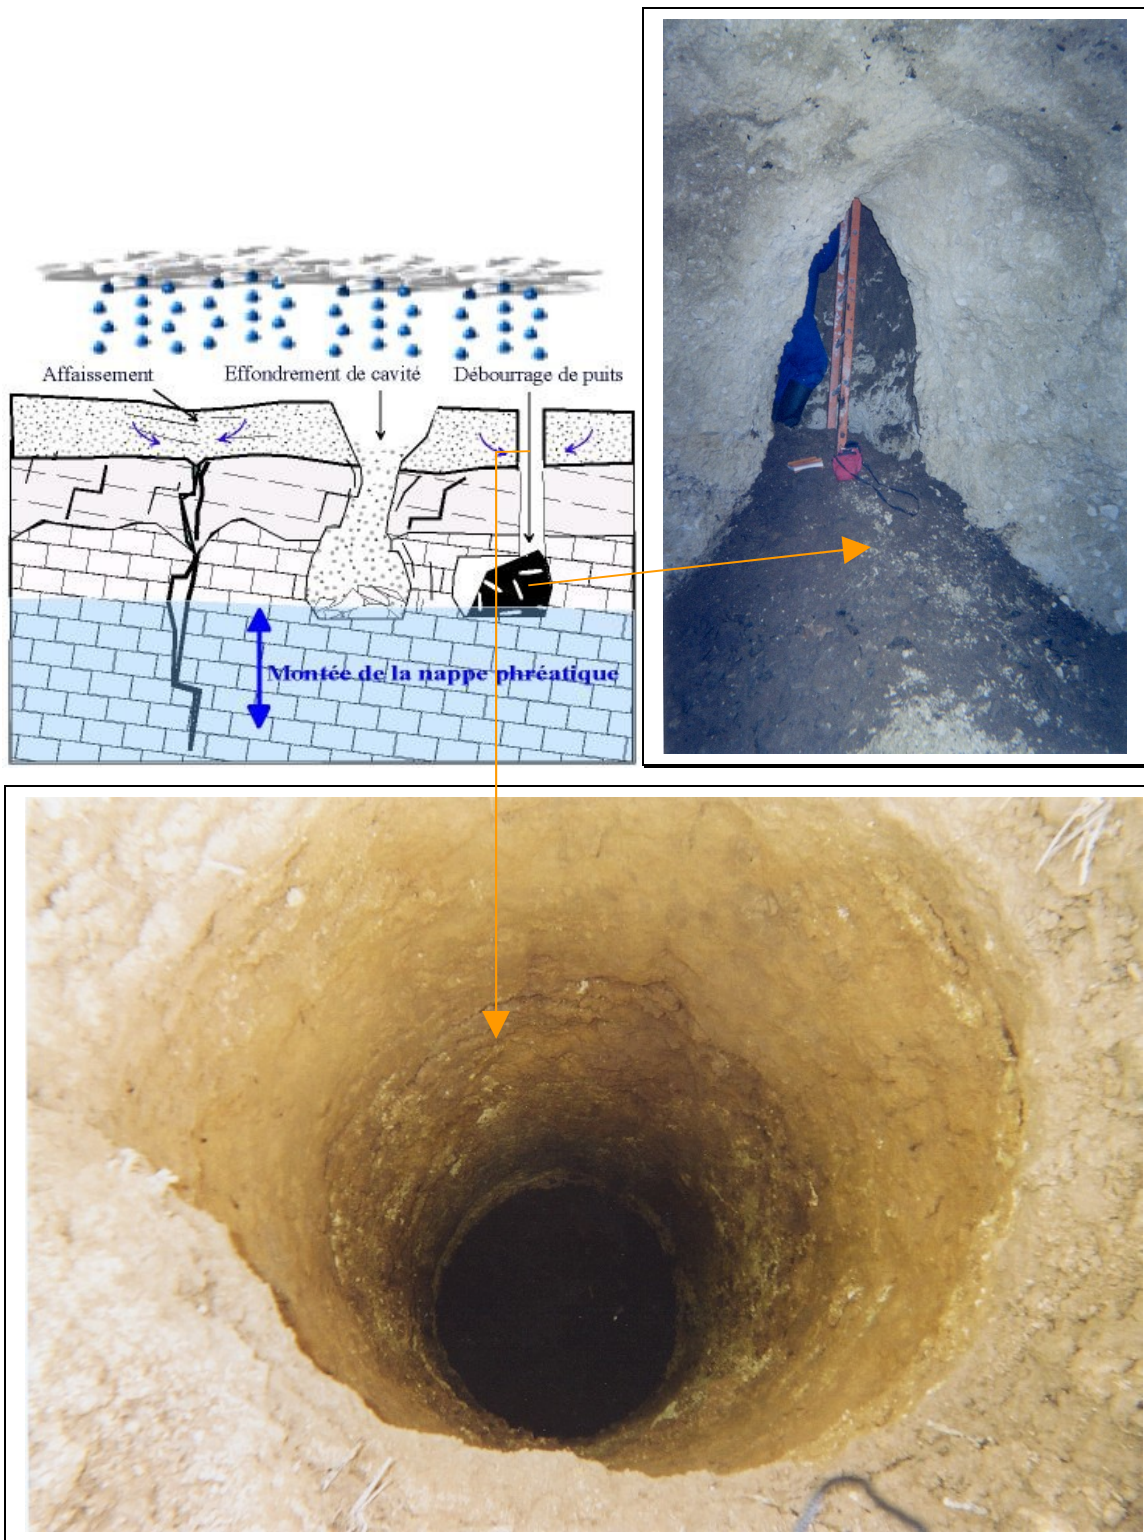 Affaissement
Effondrement de cavité
Débourrage de puits
Montée de la nappe phréatique